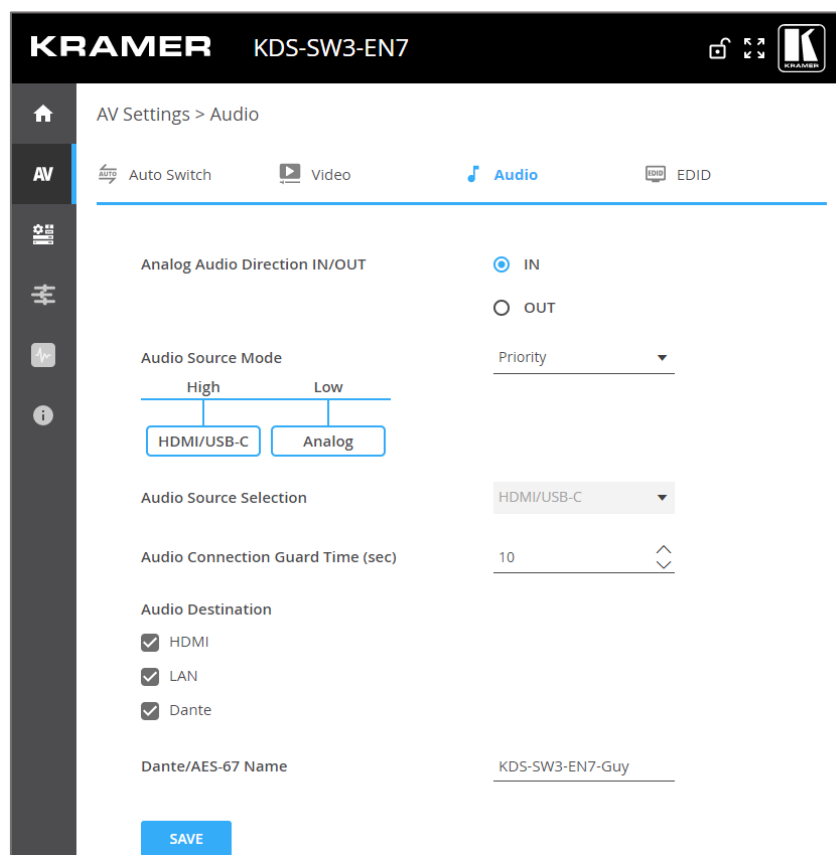 KRAMER KDS-SW3-EN7
KRAMER
AV Settings > Audio
AV
AUTO Auto Switch Video Audio EDID EDID
Analog Audio Direction IN/OUT IN
OUT
Audio Source Mode Priority
High Low
HDMI/USB-C Analog
Audio Source Selection HDMI/USB-C
Audio Connection Guard Time (sec) 10
Audio Destination
HDMI
LAN
Dante
Dante/AES-67 Name KDS-SW3-EN7-Guy
SAVE